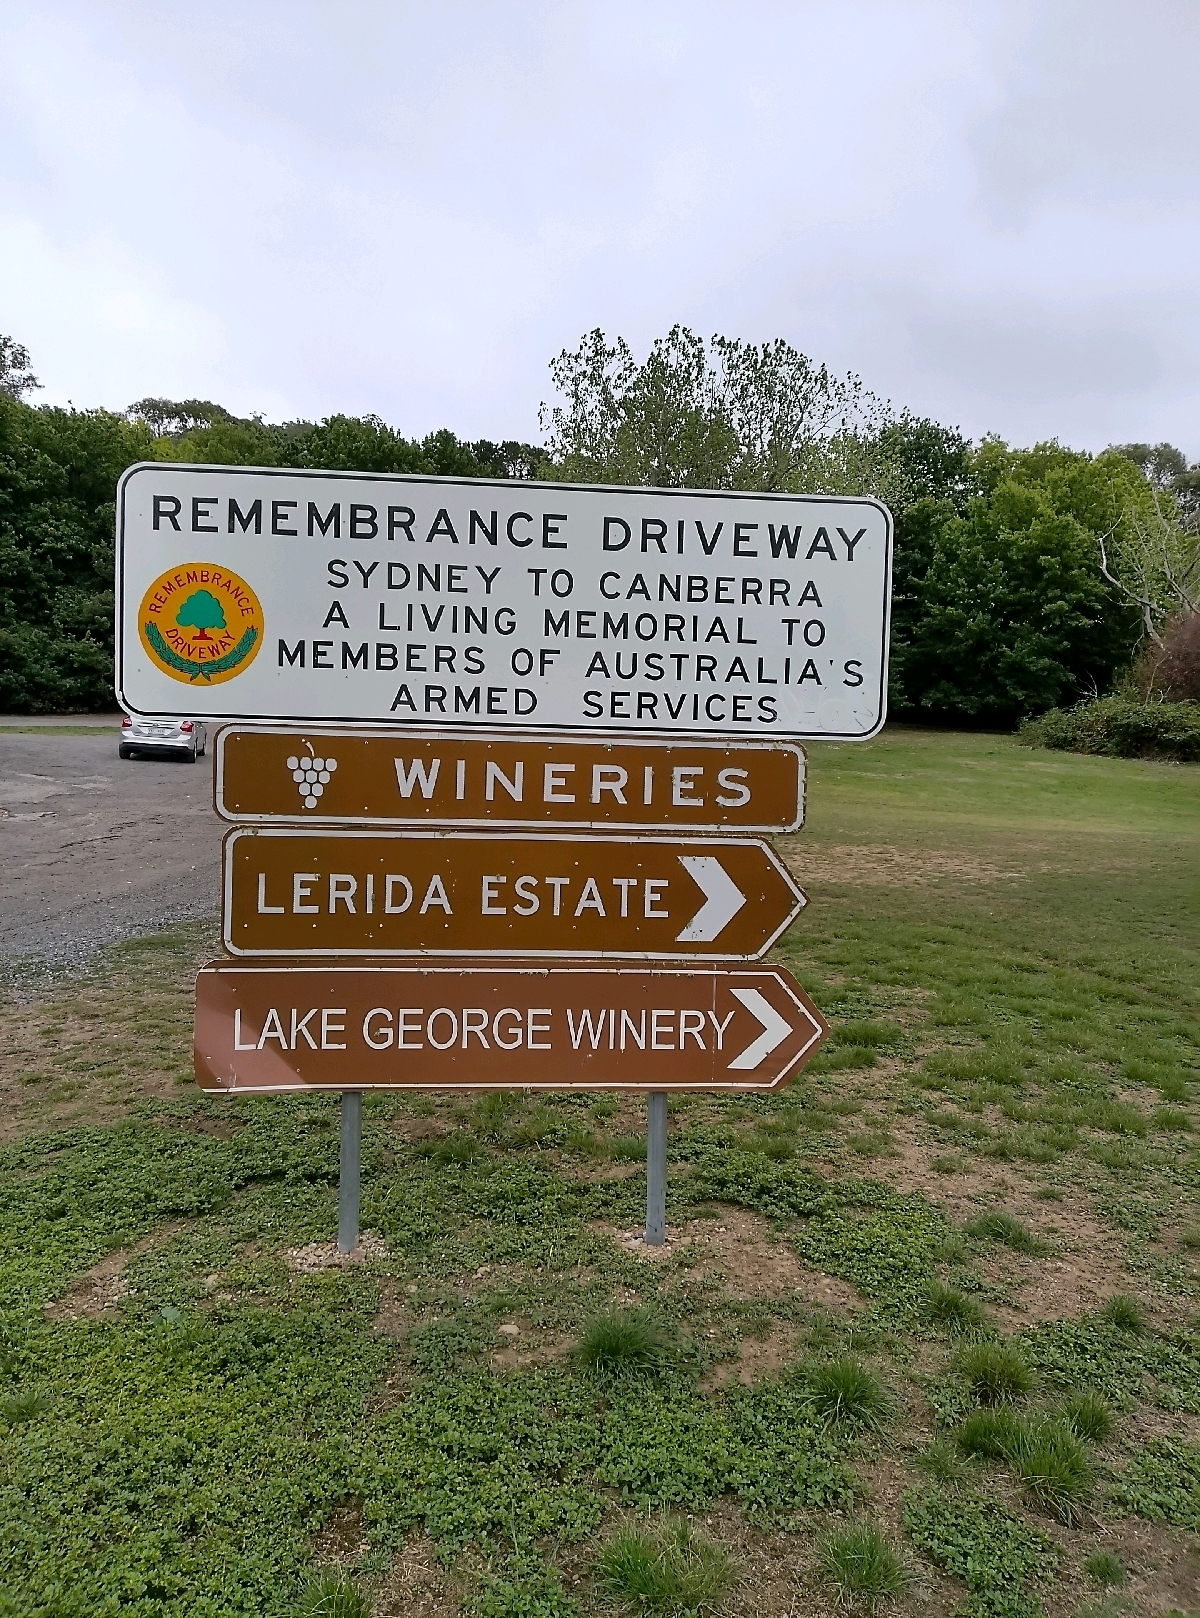 REMEMBRANCE DRIVEWAY
REMEMBRANCE
DRIVEWAY
SYDNEY TO CANBERRA
A LIVING MEMORIAL TO
MEMBERS OF AUSTRALIA'S
ARMED SERVICES
WINERIES
LERIDA ESTATE
LAKE GEORGE WINERY